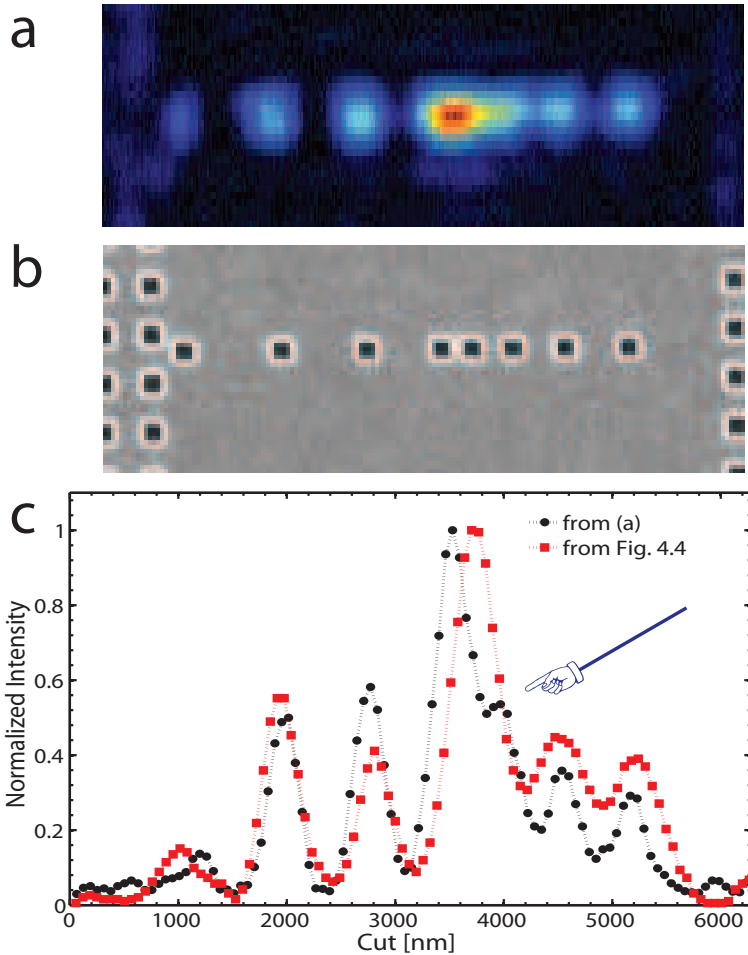 a
b
c
from (a)
from Fig. 4.4
1
0.8
0.6
0.4
0.2
0
Normalized Intensity
0 1000 2000 3000 4000 5000 6000
Cut [nm]